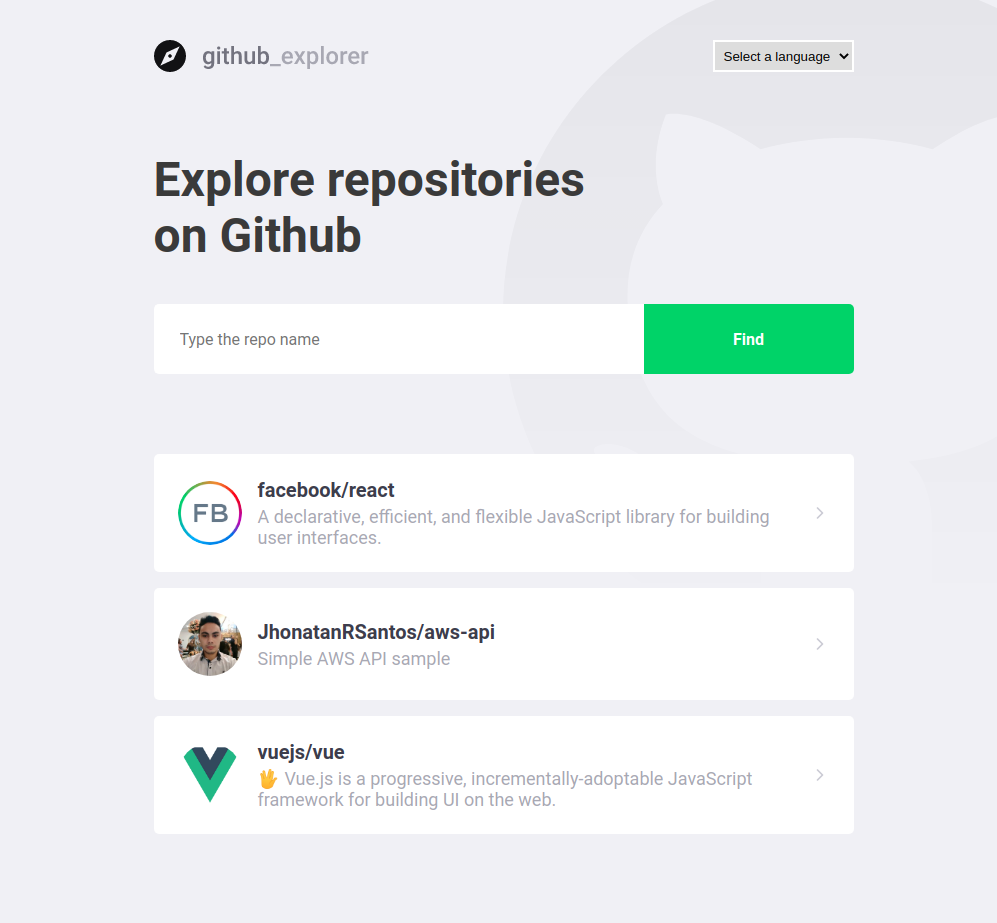 github_explorer
Select a language
Explore repositories
on Github
Type the repo name
Find
FB
facebook/react
A declarative, efficient, and flexible JavaScript library for building
user interfaces.
JhonatanRSantos/aws-api
Simple AWS API sample
vuejs/vue
🖖 Vue.js is a progressive, incrementally-adoptable JavaScript
framework for building UI on the web.